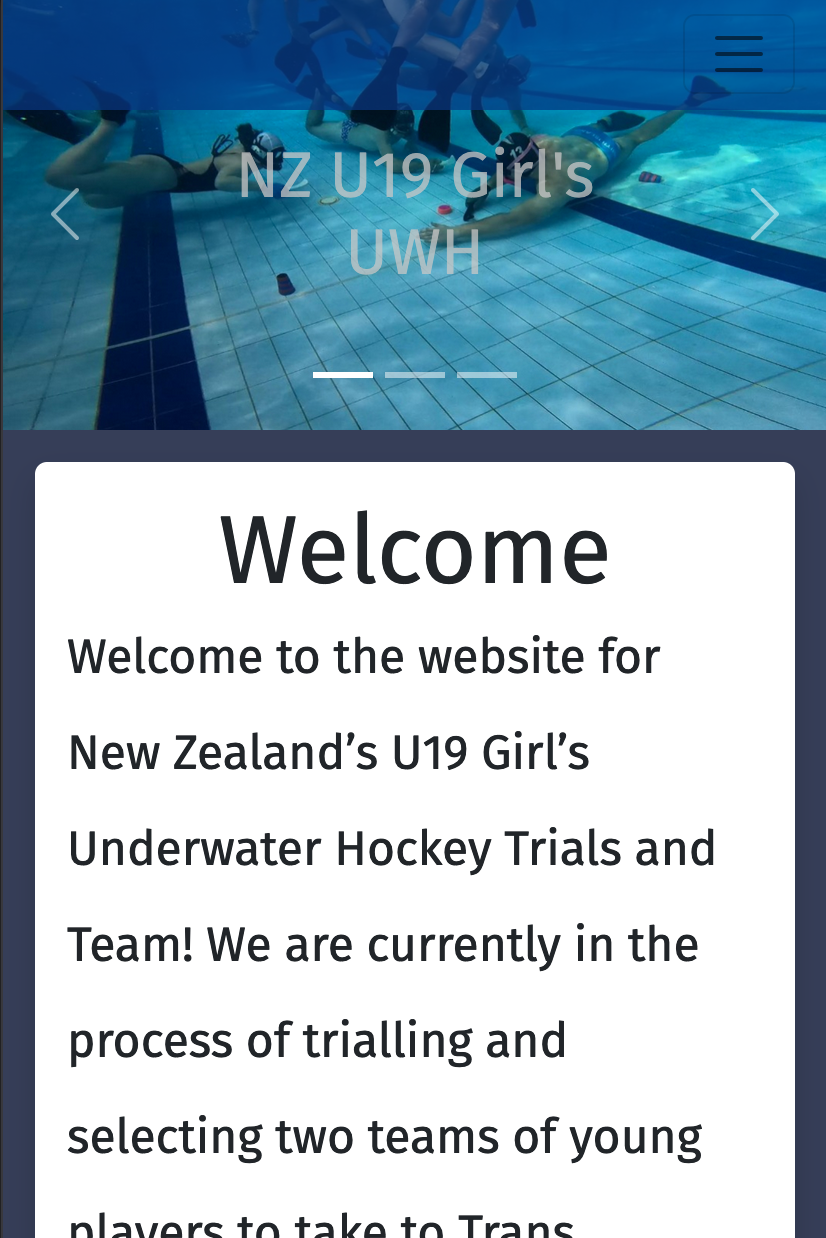 NZ U19 Girl's
UWH
Welcome
Welcome to the website for
New Zealand’s U19 Girl’s
Underwater Hockey Trials and
Team! We are currently in the
process of trialling and
selecting two teams of young
players to take to Trans